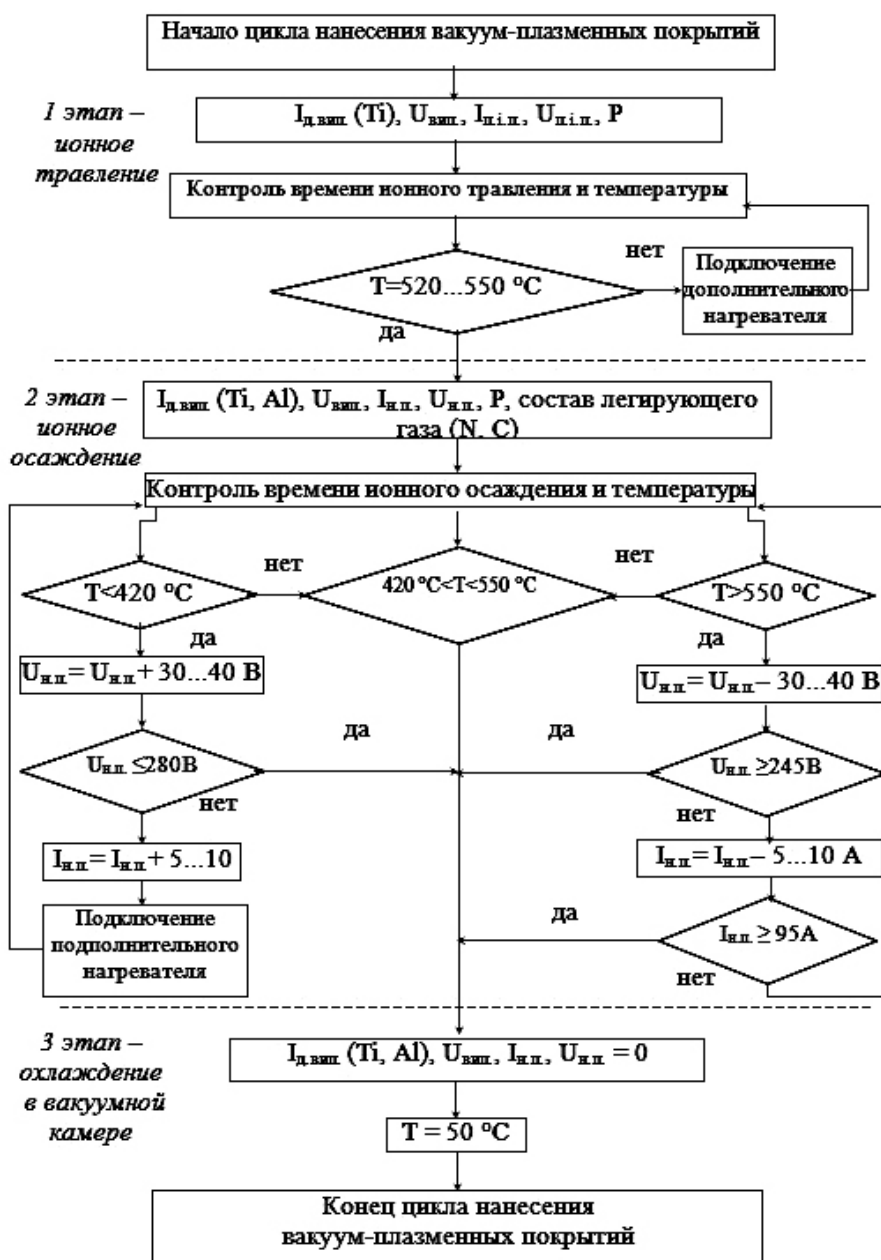 Начало цикла нанесения вакуум-плазменных покрытий
1 этап –
ионное
травление
Iд.вип. (Ti), Uвип., Iп.і.п., Uп.і.п., P
Контроль времени ионного травления и температуры
нет
T=520...550 °C
Подключение
дополнительного
нагревателя
да
2 этап –
ионное
осаждение
Iд.вип. (Ti, Al), Uвип., Iн.п., Uн.п., P, состав легирующего
газа (N, C)
Контроль времени ионного осаждения и температуры
нет
нет
T<420 °C
420 °C<T<550 °C
T>550 °C
да
да
Uн.п.= Uн.п.+ 30...40 В
Uн.п.= Uн.п.– 30...40 В
да
да
Uн.п. ≤280В
Uн.п. ≥245В
нет
нет
Iн.п.= Iн.п.+ 5...10
Iн.п.= Iн.п.– 5...10 А
Подключение
подполнительного
нагревателя
да
Iн.п. ≥ 95А
нет
3 этап –
охлаждение
в вакуумной
камере
Iд.вип. (Ti, Al), Uвип., Iн.п., Uн.п. = 0
T = 50 °C
Конец цикла нанесения
вакуум-плазменных покрытий